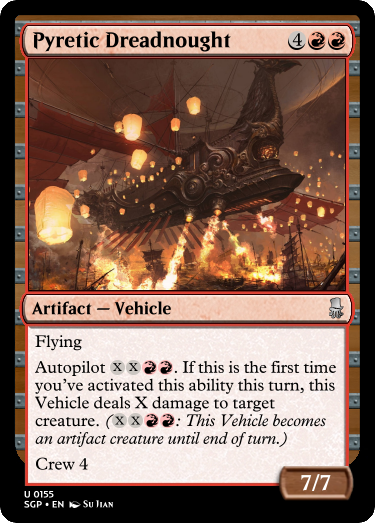 Pyretic Dreadnought 4
Artifact — Vehicle
Flying
Autopilot X X. If this is the first time
you've activated this ability this turn, this
Vehicle deals X damage to target
creature. (X X: This Vehicle becomes
an artifact creature until end of turn.)
Crew 4
7/7
U 0155
SGP • EN Su Jian